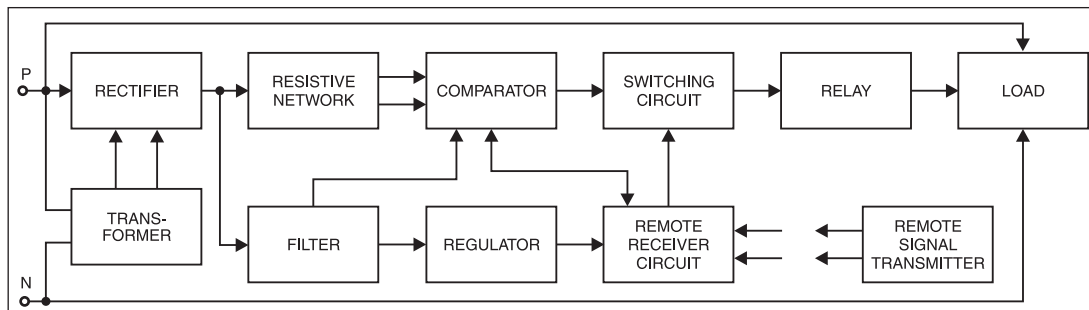 P
RECTIFIER
RESISTIVE
NETWORK
COMPARATOR
SWITCHING
CIRCUIT
RELAY
LOAD
TRANS-
FORMER
FILTER
REGULATOR
REMOTE
RECEIVER
CIRCUIT
REMOTE
SIGNAL
TRANSMITTER
N